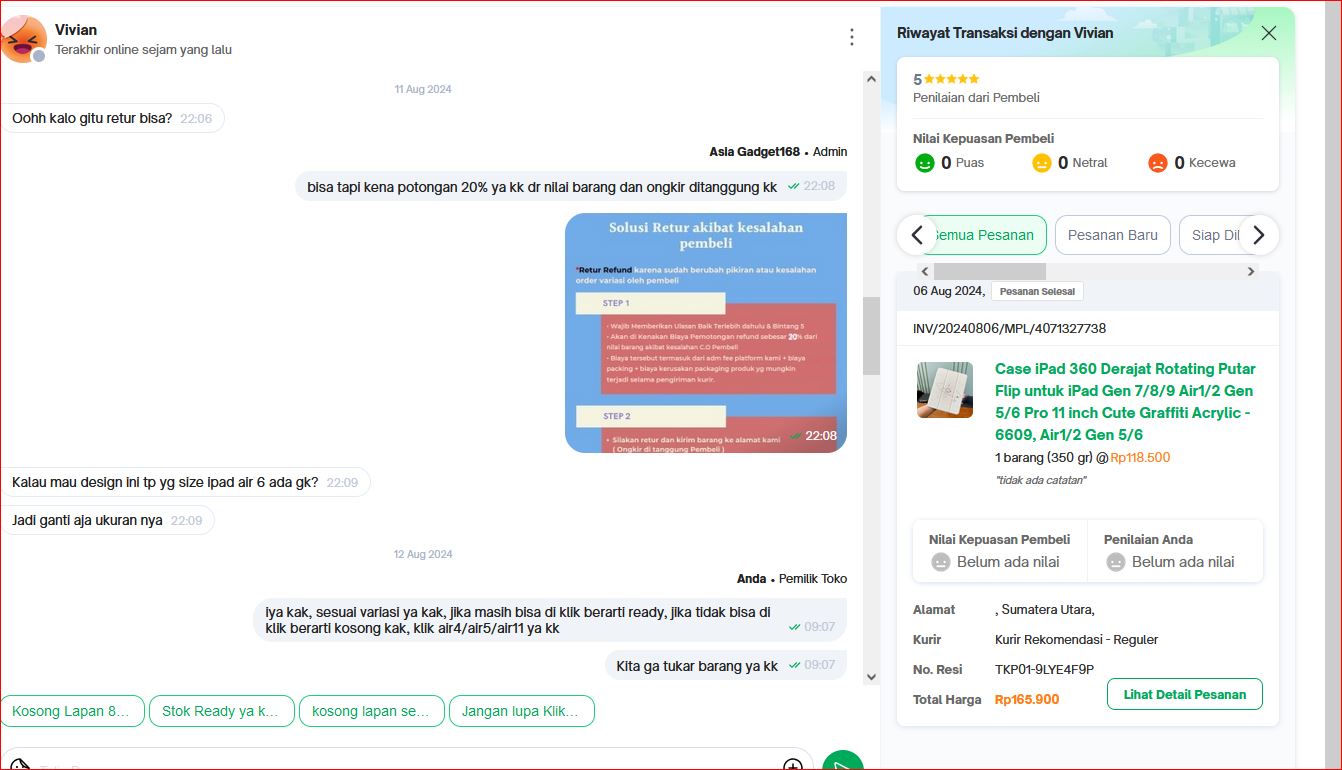 Vivian
Terakhir online sejam yang lalu
11 Aug 2024
Oohh kalo gitu retur bisa? 22:06
Asia Gadget168 • Admin
bisa tapi kena potongan 20% ya kk dr nilai barang dan ongkir ditanggung kk 22:08
Solusi Retur akibat kesalahan
pembeli
*Retur Refund karena sudah berubah pikiran atau kesalahan
order variasi oleh pembeli
STEP 1
- Wajib Memberikan Ulasan Baik Terlebih dahulu & Bintang 5
- Akan di Kenakan Biaya Pemotongan refund sebesar 20% dari
nilai barang akibat kesalahan C.O Pembeli
- Biaya tersebut termasuk dari adm fee platform kami + biaya
packing + biaya kerusakan packaging produk yg mungkin
terjadi selama pengiriman kurir.
STEP 2
• Silakan retur dan kirim barang ke alamat kami
( Ongkir di tanggung Pembeli )
22:08
Kalau mau design ini tp yg size ipad air 6 ada gk? 22:09
Jadi ganti aja ukuran nya 22:09
12 Aug 2024
Anda • Pemilik Toko
iya kak, sesuai variasi ya kak, jika masih bisa di klik berarti ready, jika tidak bisa di
klik berarti kosong kak, klik air4/air5/air11 ya kk 09:07
Kita ga tukar barang ya kk 09:07
Kosong Lapan 8... Stok Ready ya k... kosong lapan se... Jangan lupa Klik...
Riwayat Transaksi dengan Vivian
5
Penilaian dari Pembeli
Nilai Kepuasan Pembeli
0 Puas 0 Netral 0 Kecewa
Semua Pesanan Pesanan Baru Siap Di
06 Aug 2024, Pesanan Selesai
INV/20240806/MPL/4071327738
Case iPad 360 Derajat Rotating Putar
Flip untuk iPad Gen 7/8/9 Air1/2 Gen
5/6 Pro 11 inch Cute Graffiti Acrylic -
6609, Air1/2 Gen 5/6
1 barang (350 gr) @ Rp118.500
"tidak ada catatan"
Nilai Kepuasan Pembeli Penilaian Anda
Belum ada nilai Belum ada nilai
Alamat , Sumatera Utara,
Kurir Kurir Rekomendasi - Reguler
No. Resi TKP01-9LYE4F9P
Total Harga Rp165.900
Lihat Detail Pesanan